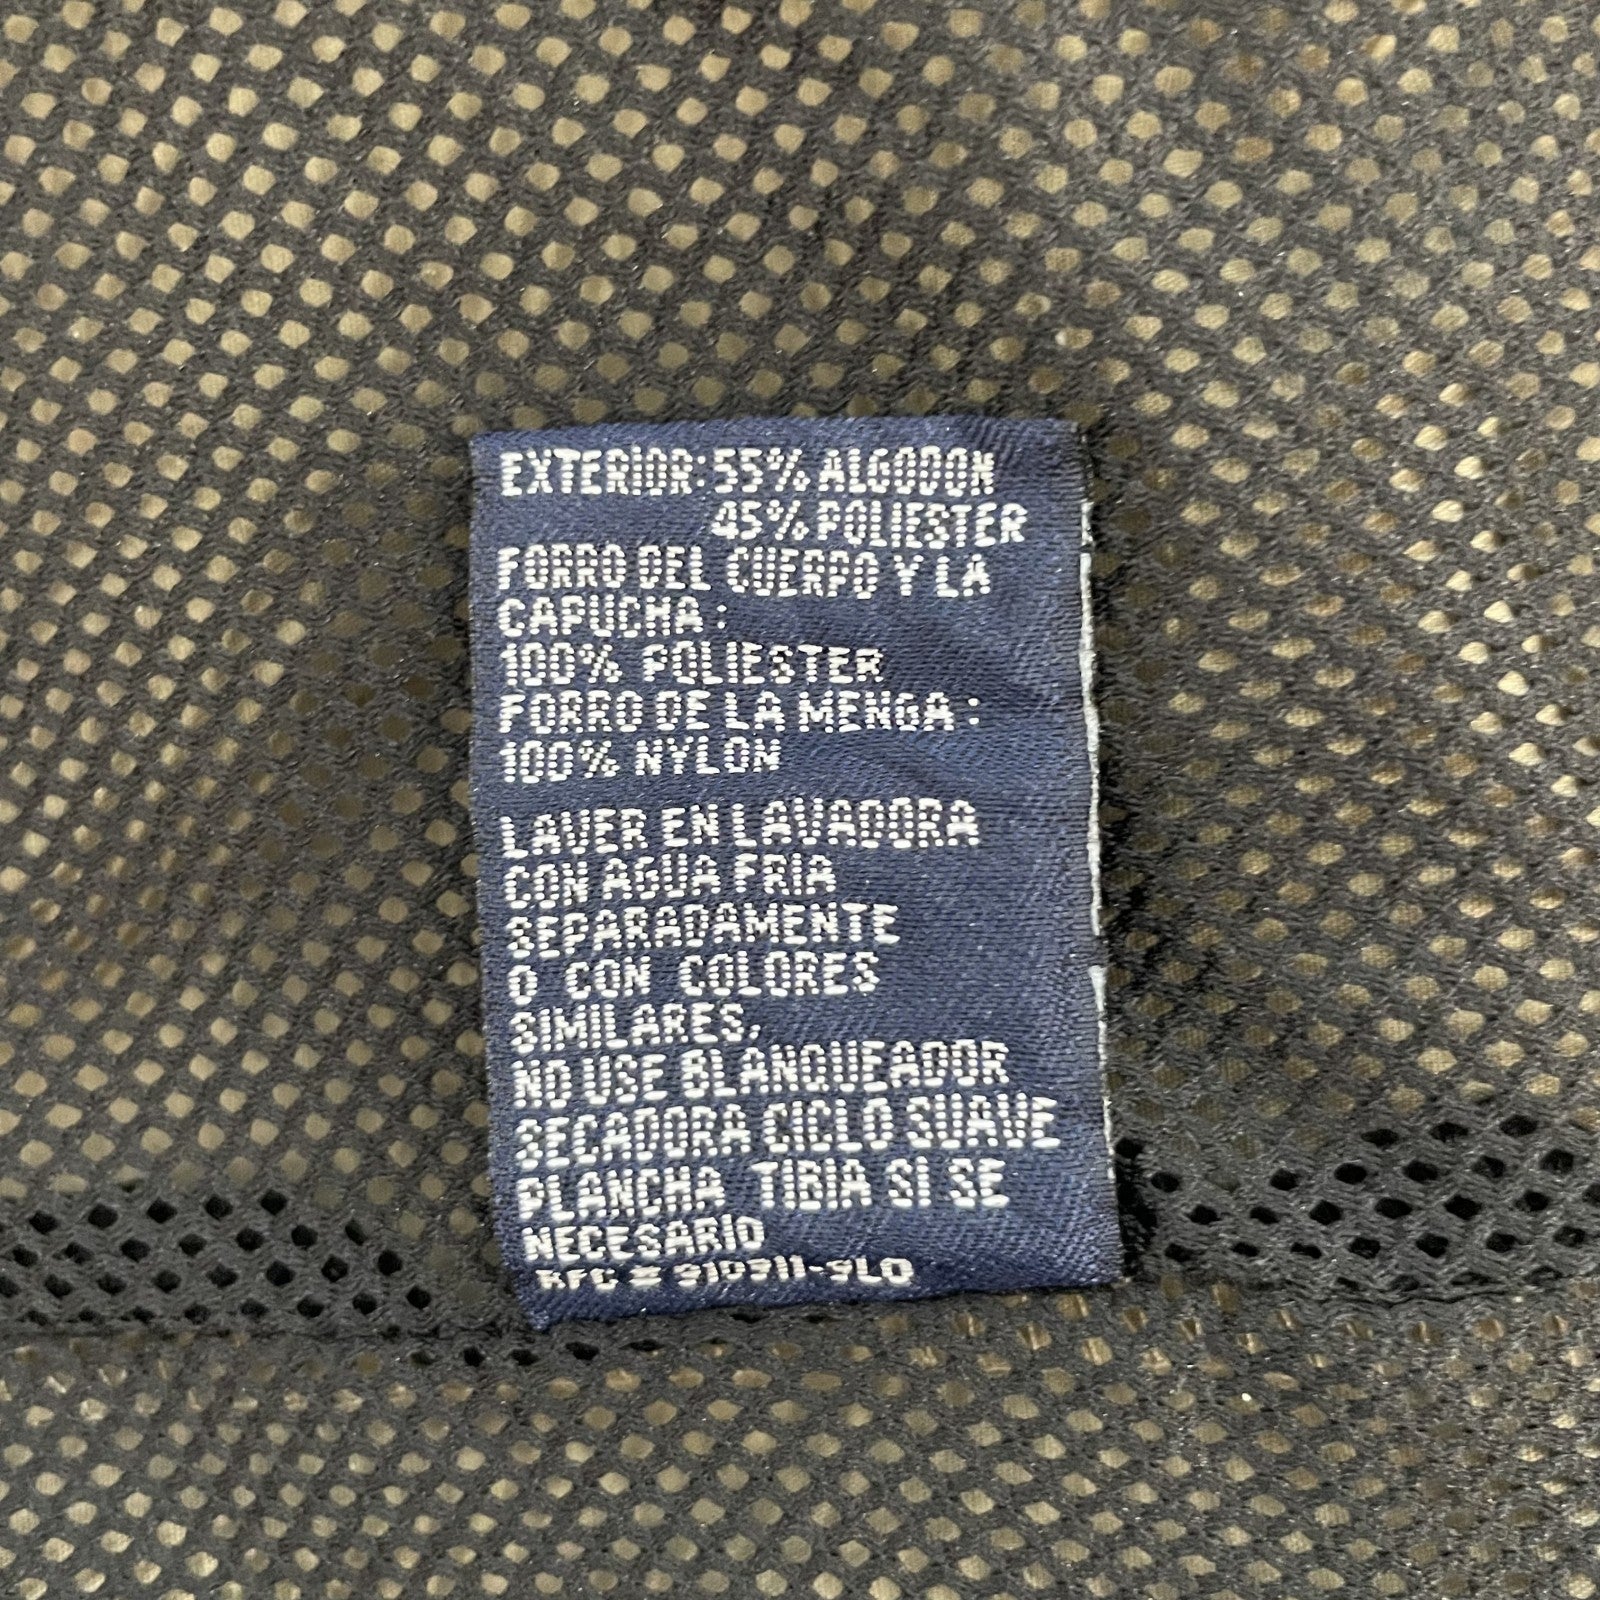 EXTERIOR: 55% ALGODON
45% POLIESTER
FORRO DEL CUERPO Y LA
CAPUCHA :
100% POLIESTER
FORRO DE LA MENGA :
100% NYLON
LAVER EN LAVADORA
CON AGUA FRIA
SEPARADAMENTE
O CON COLORES
SIMILARES,
NO USE BLANQUEADOR
SECADORA CICLO SUAVE
PLANCHA TIBIA SI SE
NECESARIO
RFC #